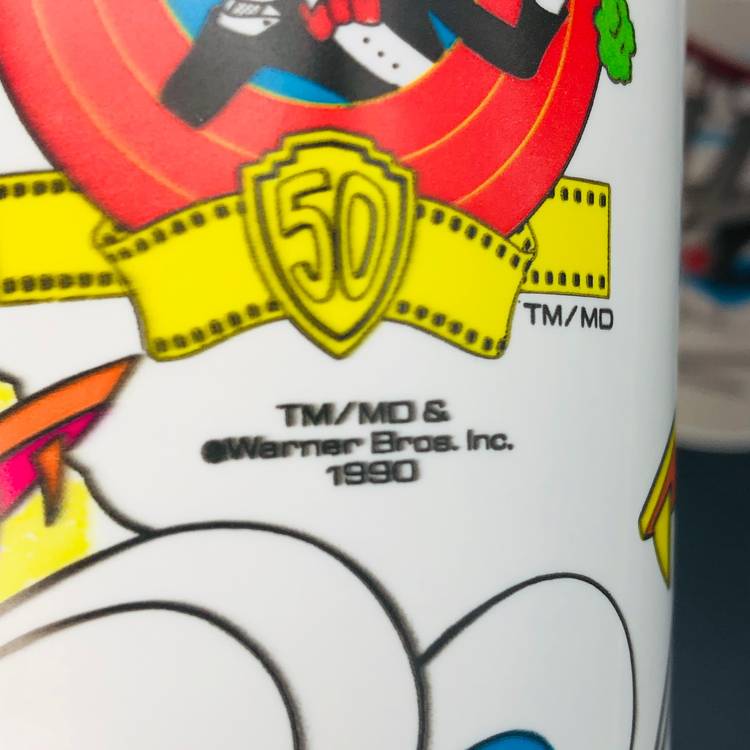 50
TM/MD
TM/MD &
©Warner Bros. Inc.
1990